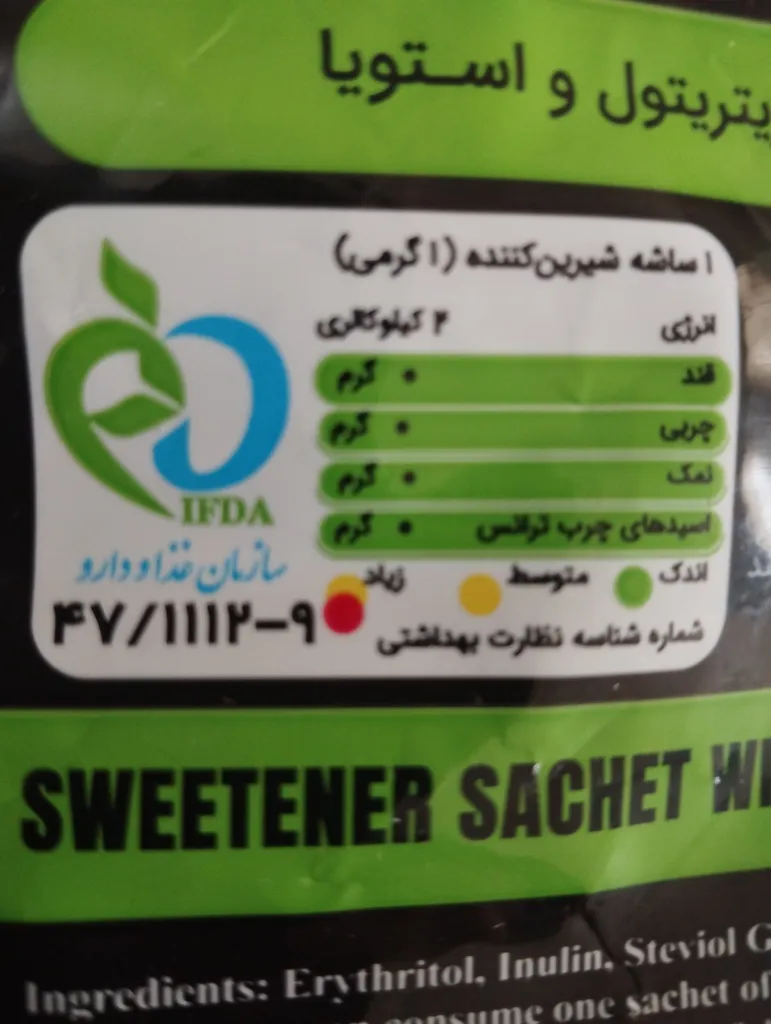 یتریتول و استویا
۱ ساشه شیرین‌کننده (۱ گرمی)
انرژی ۲ کیلوکالری
قند ۰ گرم
چربی ۰ گرم
نمک ۰ گرم
اسیدهای چرب ترانس ۰ گرم
اندک متوسط زیاد
شماره شناسه نظارت بهداشتی
IFDA
سازمان غذا و دارو
۴۷/۱۱۱۲-۹
SWEETENER SACHET WI
Ingredients: Erythritol, Inulin, Steviol G
consume one sachet of